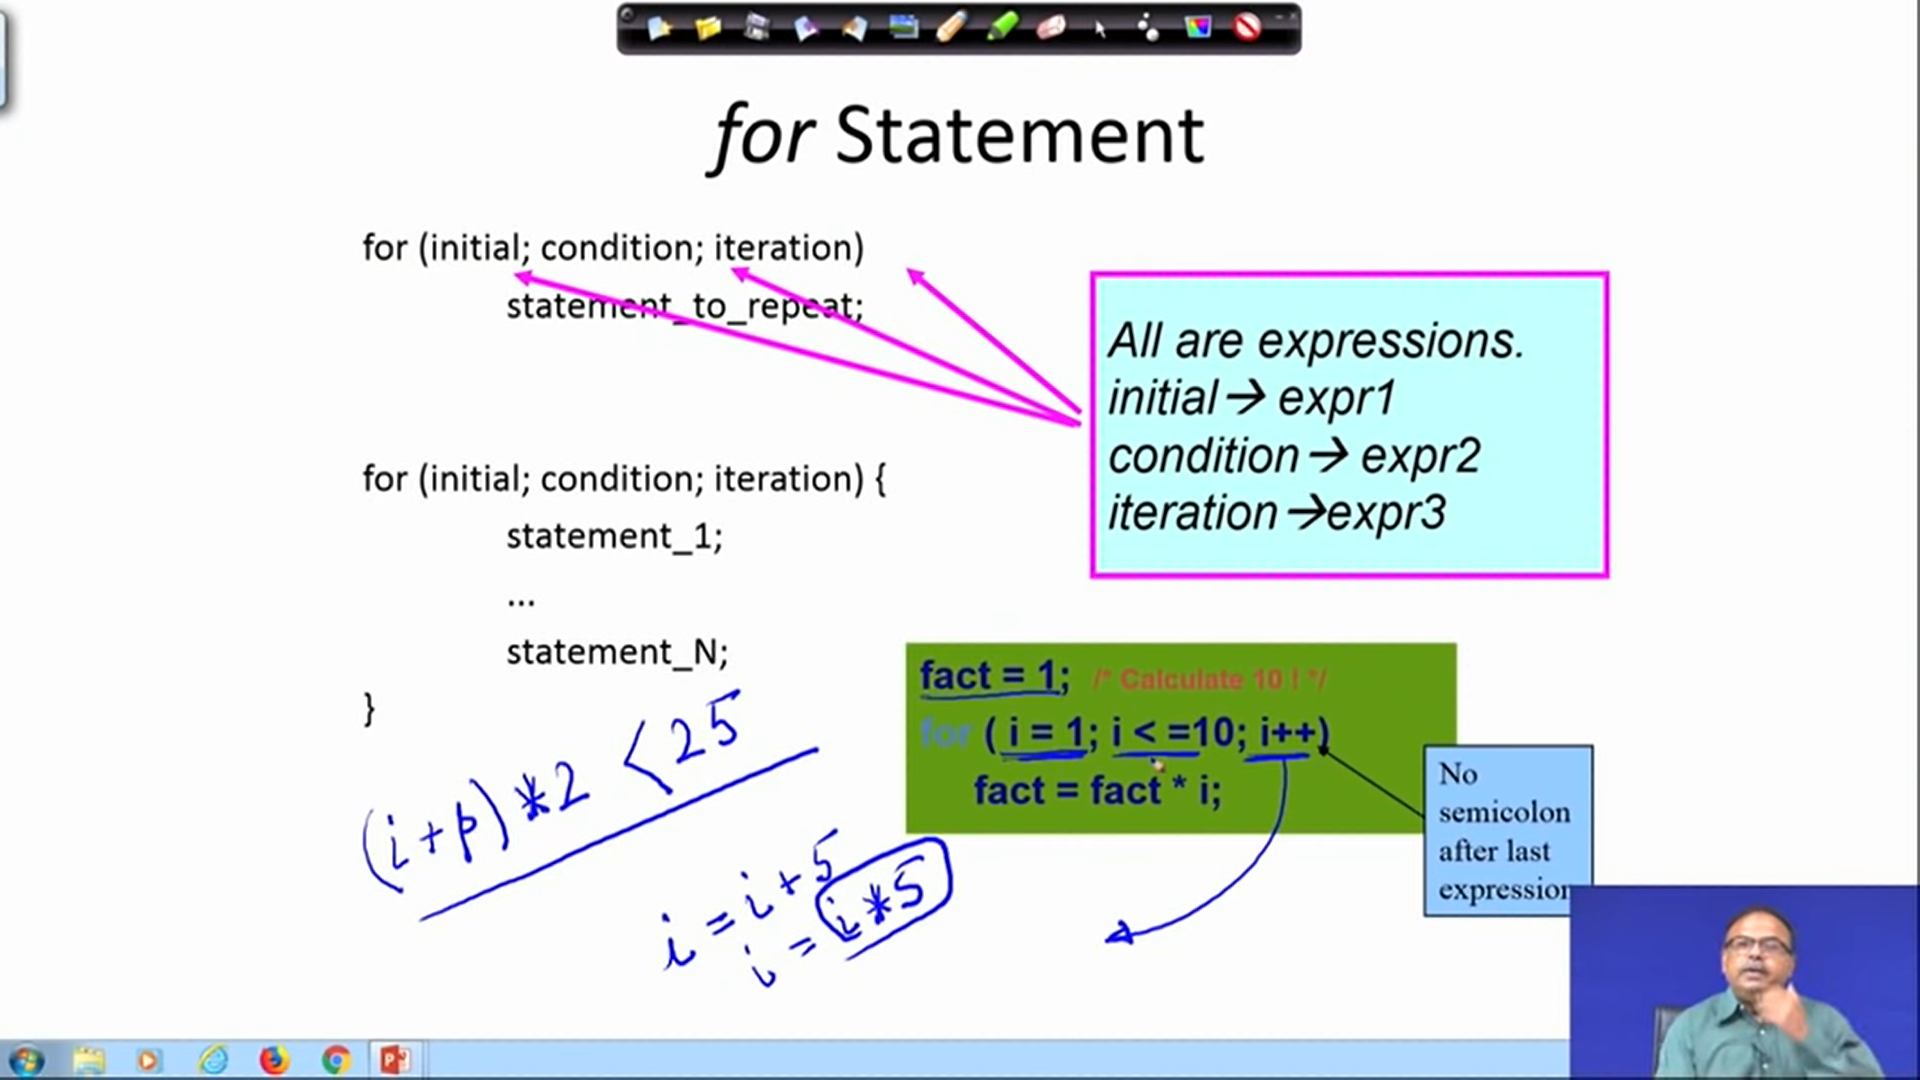 for Statement
for (initial; condition; iteration)
statement_to_repeat;
All are expressions.
initial→ expr1
condition→ expr2
iteration→expr3
for (initial; condition; iteration) {
statement_1;
...
statement_N;
}
fact = 1; /* Calculate 10 ! */
for ( i = 1; i < =10; i++)
fact = fact * i;
No
semicolon
after last
expression
(i+p)*2 <25
i = i+5
i = i*5